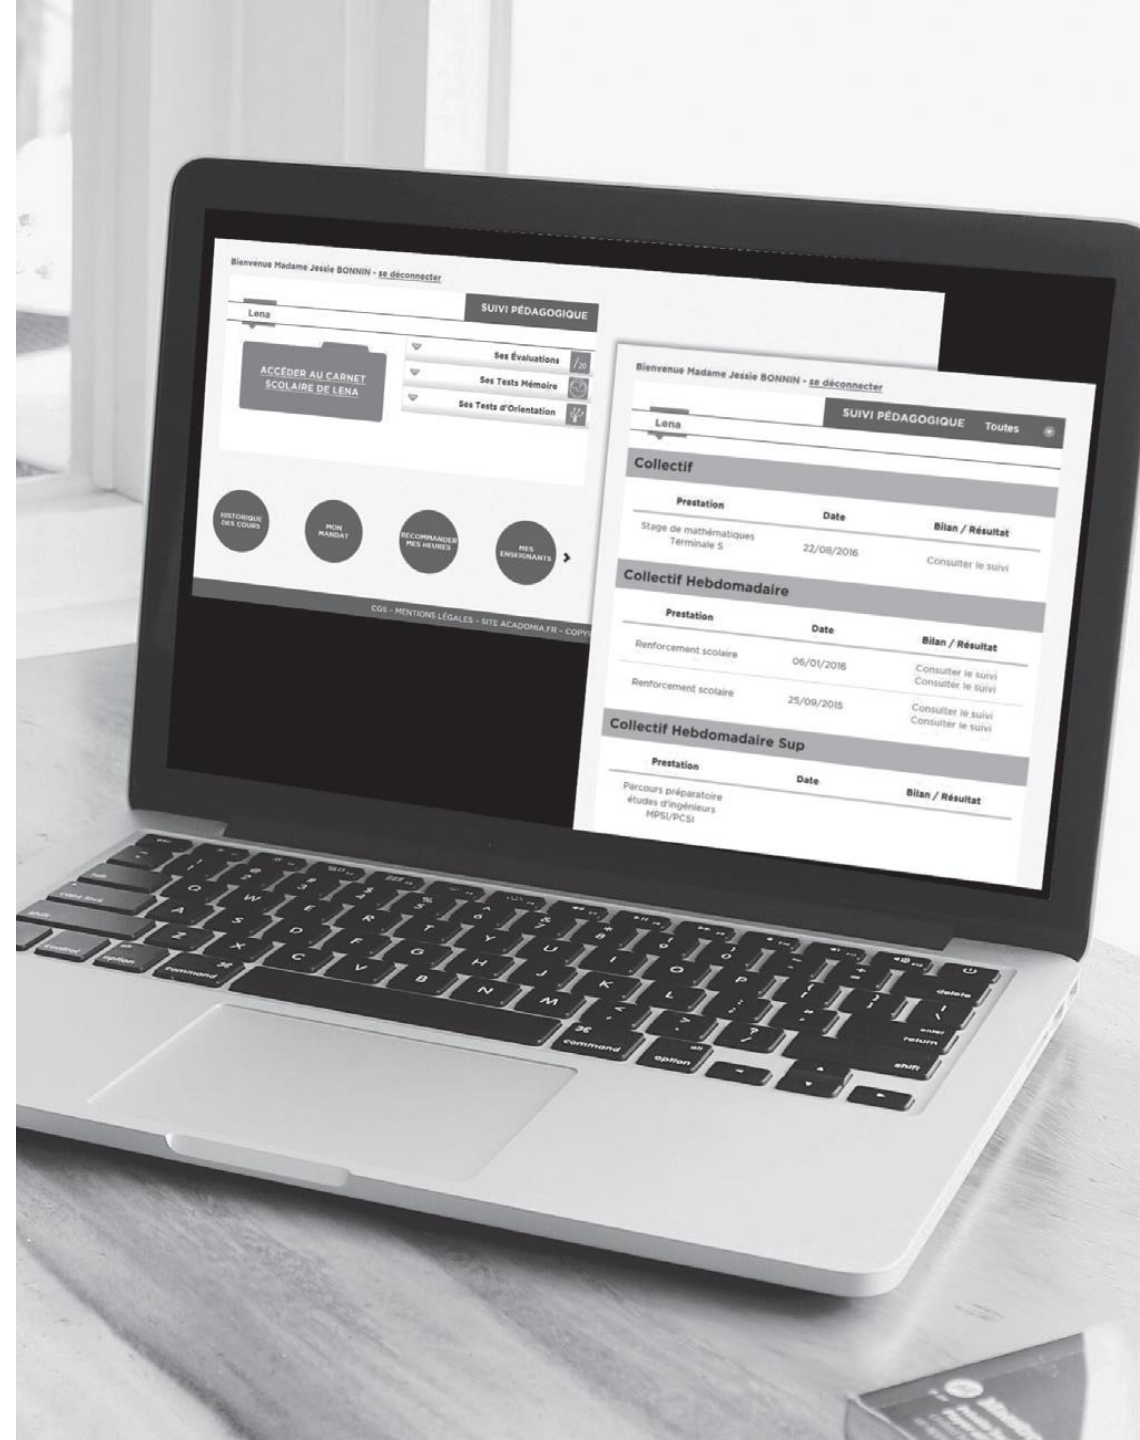 Bienvenue Madame Jessie BONNIN - se déconnecter
Lena
SUIVI PÉDAGOGIQUE
ACCÉDER AU CARNET
SCOLAIRE DE LENA
Ses Évaluations /20
Ses Tests Mémoire
Ses Tests d'Orientation
HISTORIQUE
DES COURS
MON
MANDAT
RECOMMANDER
MES HEURES
MES
ENSEIGNANTS
CGS - MENTIONS LÉGALES - SITE ACADOMIA.FR - COPY
Bienvenue Madame Jessie BONNIN - se déconnecter
Lena
SUIVI PÉDAGOGIQUE Toutes
Collectif
Prestation Date Bilan / Résultat
Stage de mathématiques
Terminale S
22/08/2016
Consulter le suivi
Collectif Hebdomadaire
Prestation Date Bilan / Résultat
Renforcement scolaire 06/01/2016 Consulter le suivi
Consulter le suivi
Renforcement scolaire 25/09/2015 Consulter le suivi
Consulter le suivi
Collectif Hebdomadaire Sup
Prestation Date Bilan / Résultat
Parcours préparatoire
études d'ingénieurs
MPSI/PCSI
delete
tab
Q W E R T Y U I O P
caps lock
A S D F G H J K L
enter
return
shift
Z X C V B N M
shift
control
option
command
command
option